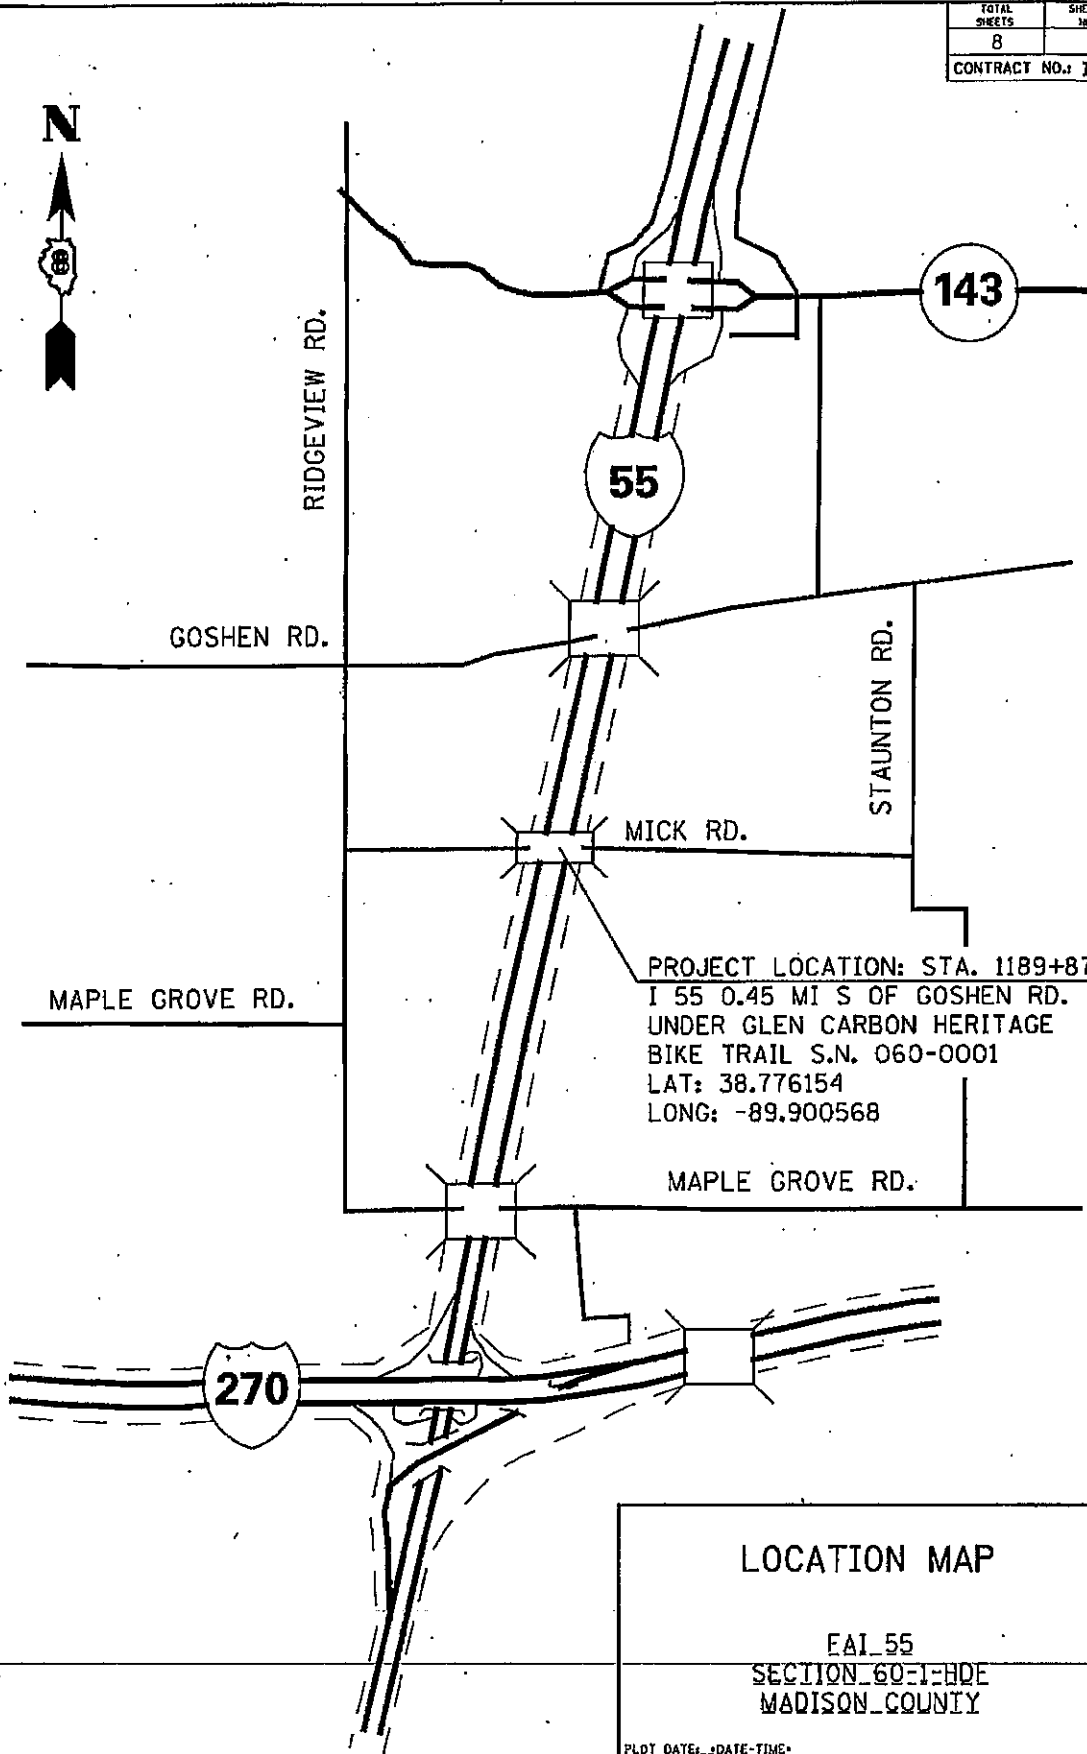 TOTAL SHEETS
8
CONTRACT NO.:
N
8
143
RIDGEVIEW RD.
55
GOSHEN RD.
STAUNTON RD.
MICK RD.
PROJECT LOCATION: STA. 1189+87
I 55 0.45 MI S OF GOSHEN RD.
UNDER GLEN CARBON HERITAGE
BIKE TRAIL S.N. 060-0001
LAT: 38.776154
LONG: -89.900568
MAPLE GROVE RD.
MAPLE GROVE RD.
270
LOCATION MAP
FAI 55
SECTION 60-1-HDE
MADISON COUNTY
PLOT DATE: DATE-TIME